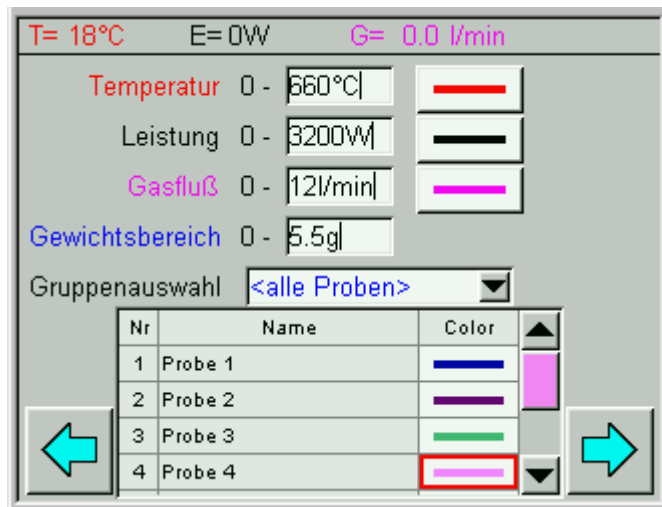 T= 18°C E= 0W G= 0.0 l/min
Temperatur 0 - 660°C
Leistung 0 - 3200W
Gasfluß 0 - 12l/min
Gewichtsbereich 0 - 5.5g
Gruppenauswahl <alle Proben>
Nr Name Color
1 Probe 1
2 Probe 2
3 Probe 3
4 Probe 4